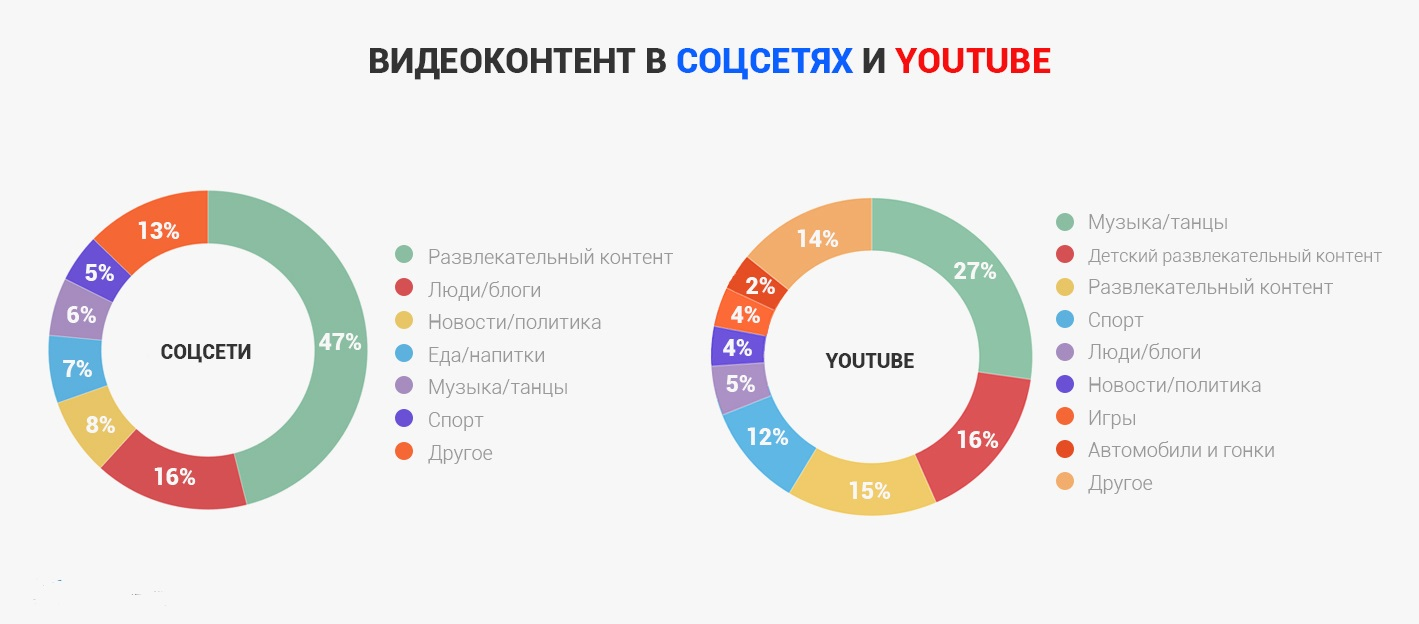 ВИДЕОКОНТЕНТ В СОЦСЕТЯХ И YOUTUBE
13%
5%
6%
7%
8%
16%
47%
СОЦСЕТИ
Развлекательный контент
Люди/блоги
Новости/политика
Еда/напитки
Музыка/танцы
Спорт
Другое
14%
2%
4%
4%
5%
12%
15%
16%
27%
YOUTUBE
Музыка/танцы
Детский развлекательный контент
Развлекательный контент
Спорт
Люди/блоги
Новости/политика
Игры
Автомобили и гонки
Другое